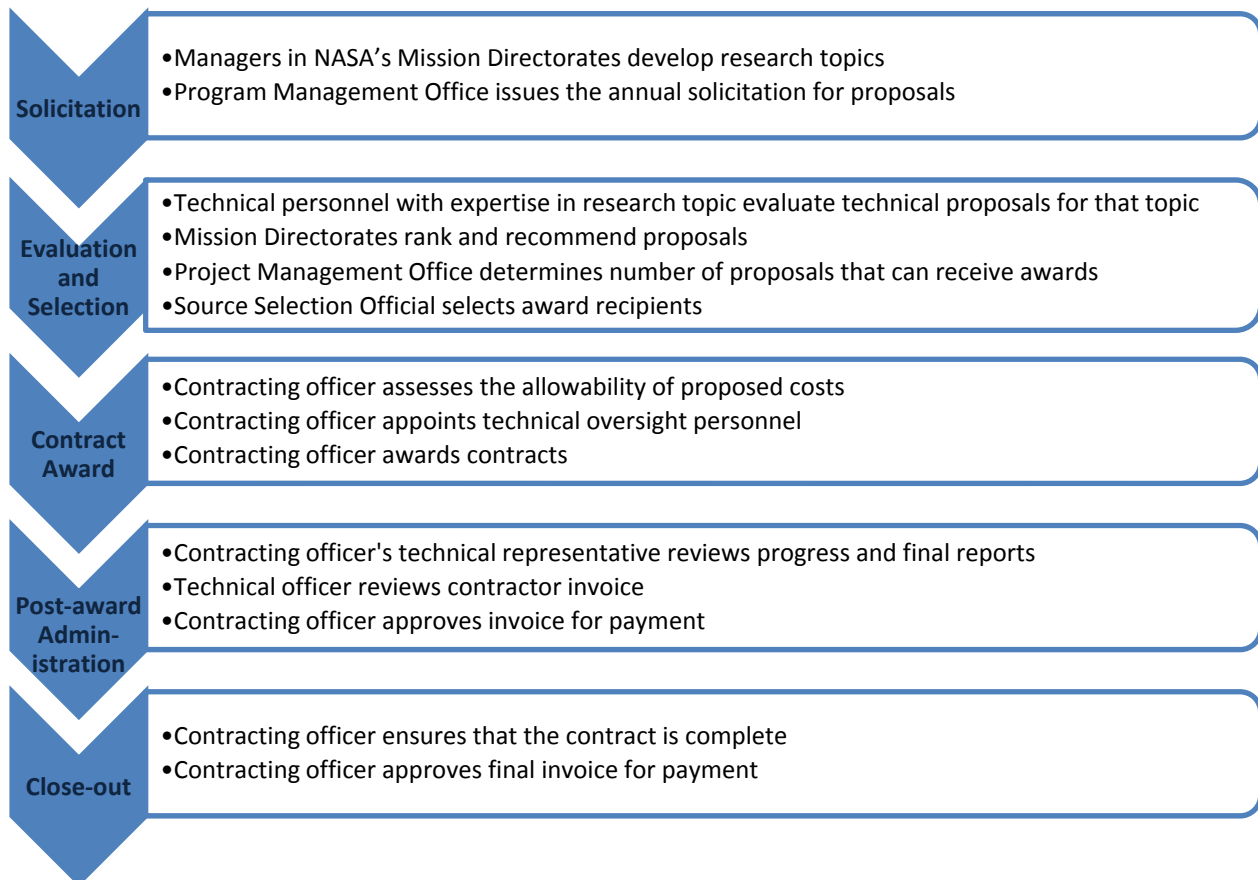 Solicitation
•Managers in NASA’s Mission Directorates develop research topics
•Program Management Office issues the annual solicitation for proposals
Evaluation
and
Selection
•Technical personnel with expertise in research topic evaluate technical proposals for that topic
•Mission Directorates rank and recommend proposals
•Project Management Office determines number of proposals that can receive awards
•Source Selection Official selects award recipients
Contract
Award
•Contracting officer assesses the allowability of proposed costs
•Contracting officer appoints technical oversight personnel
•Contracting officer awards contracts
Post-award
Admin-
istration
•Contracting officer's technical representative reviews progress and final reports
•Technical officer reviews contractor invoice
•Contracting officer approves invoice for payment
Close-out
•Contracting officer ensures that the contract is complete
•Contracting officer approves final invoice for payment